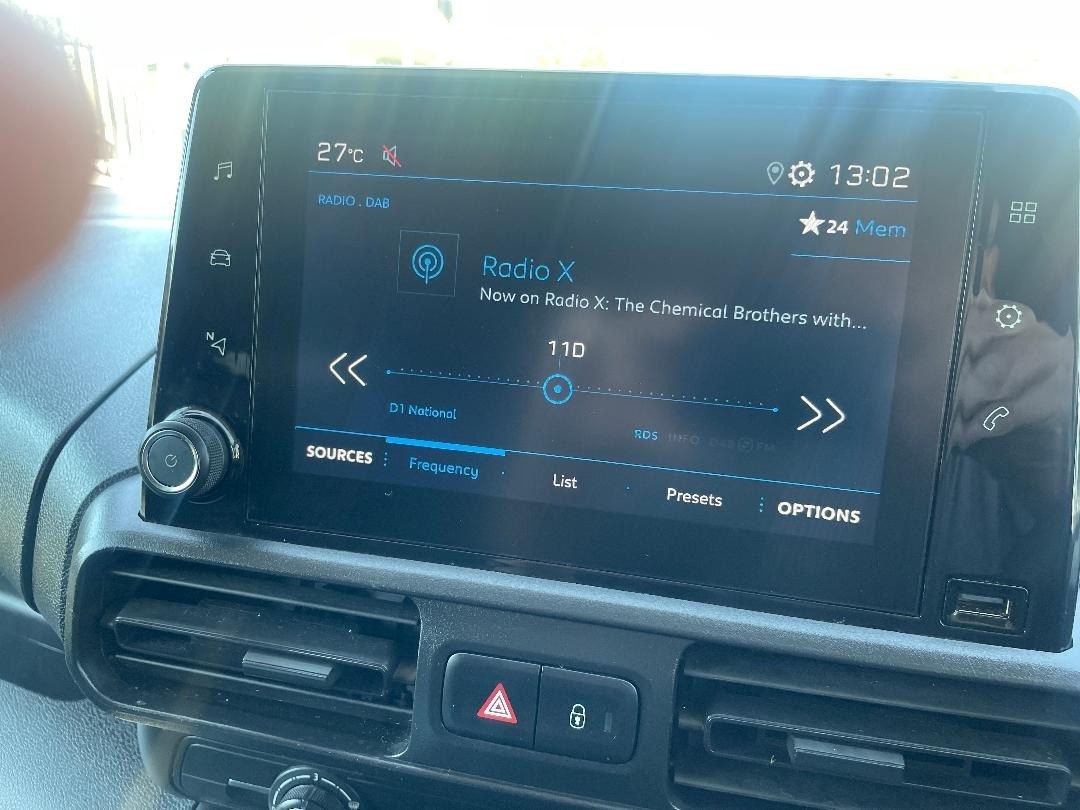 27°C 13:02
RADIO . DAB
24 Mem
Radio X
Now on Radio X: The Chemical Brothers with...
11D
D1 National
RDS INFO DAB FM
N
SOURCES Frequency List Presets OPTIONS
3